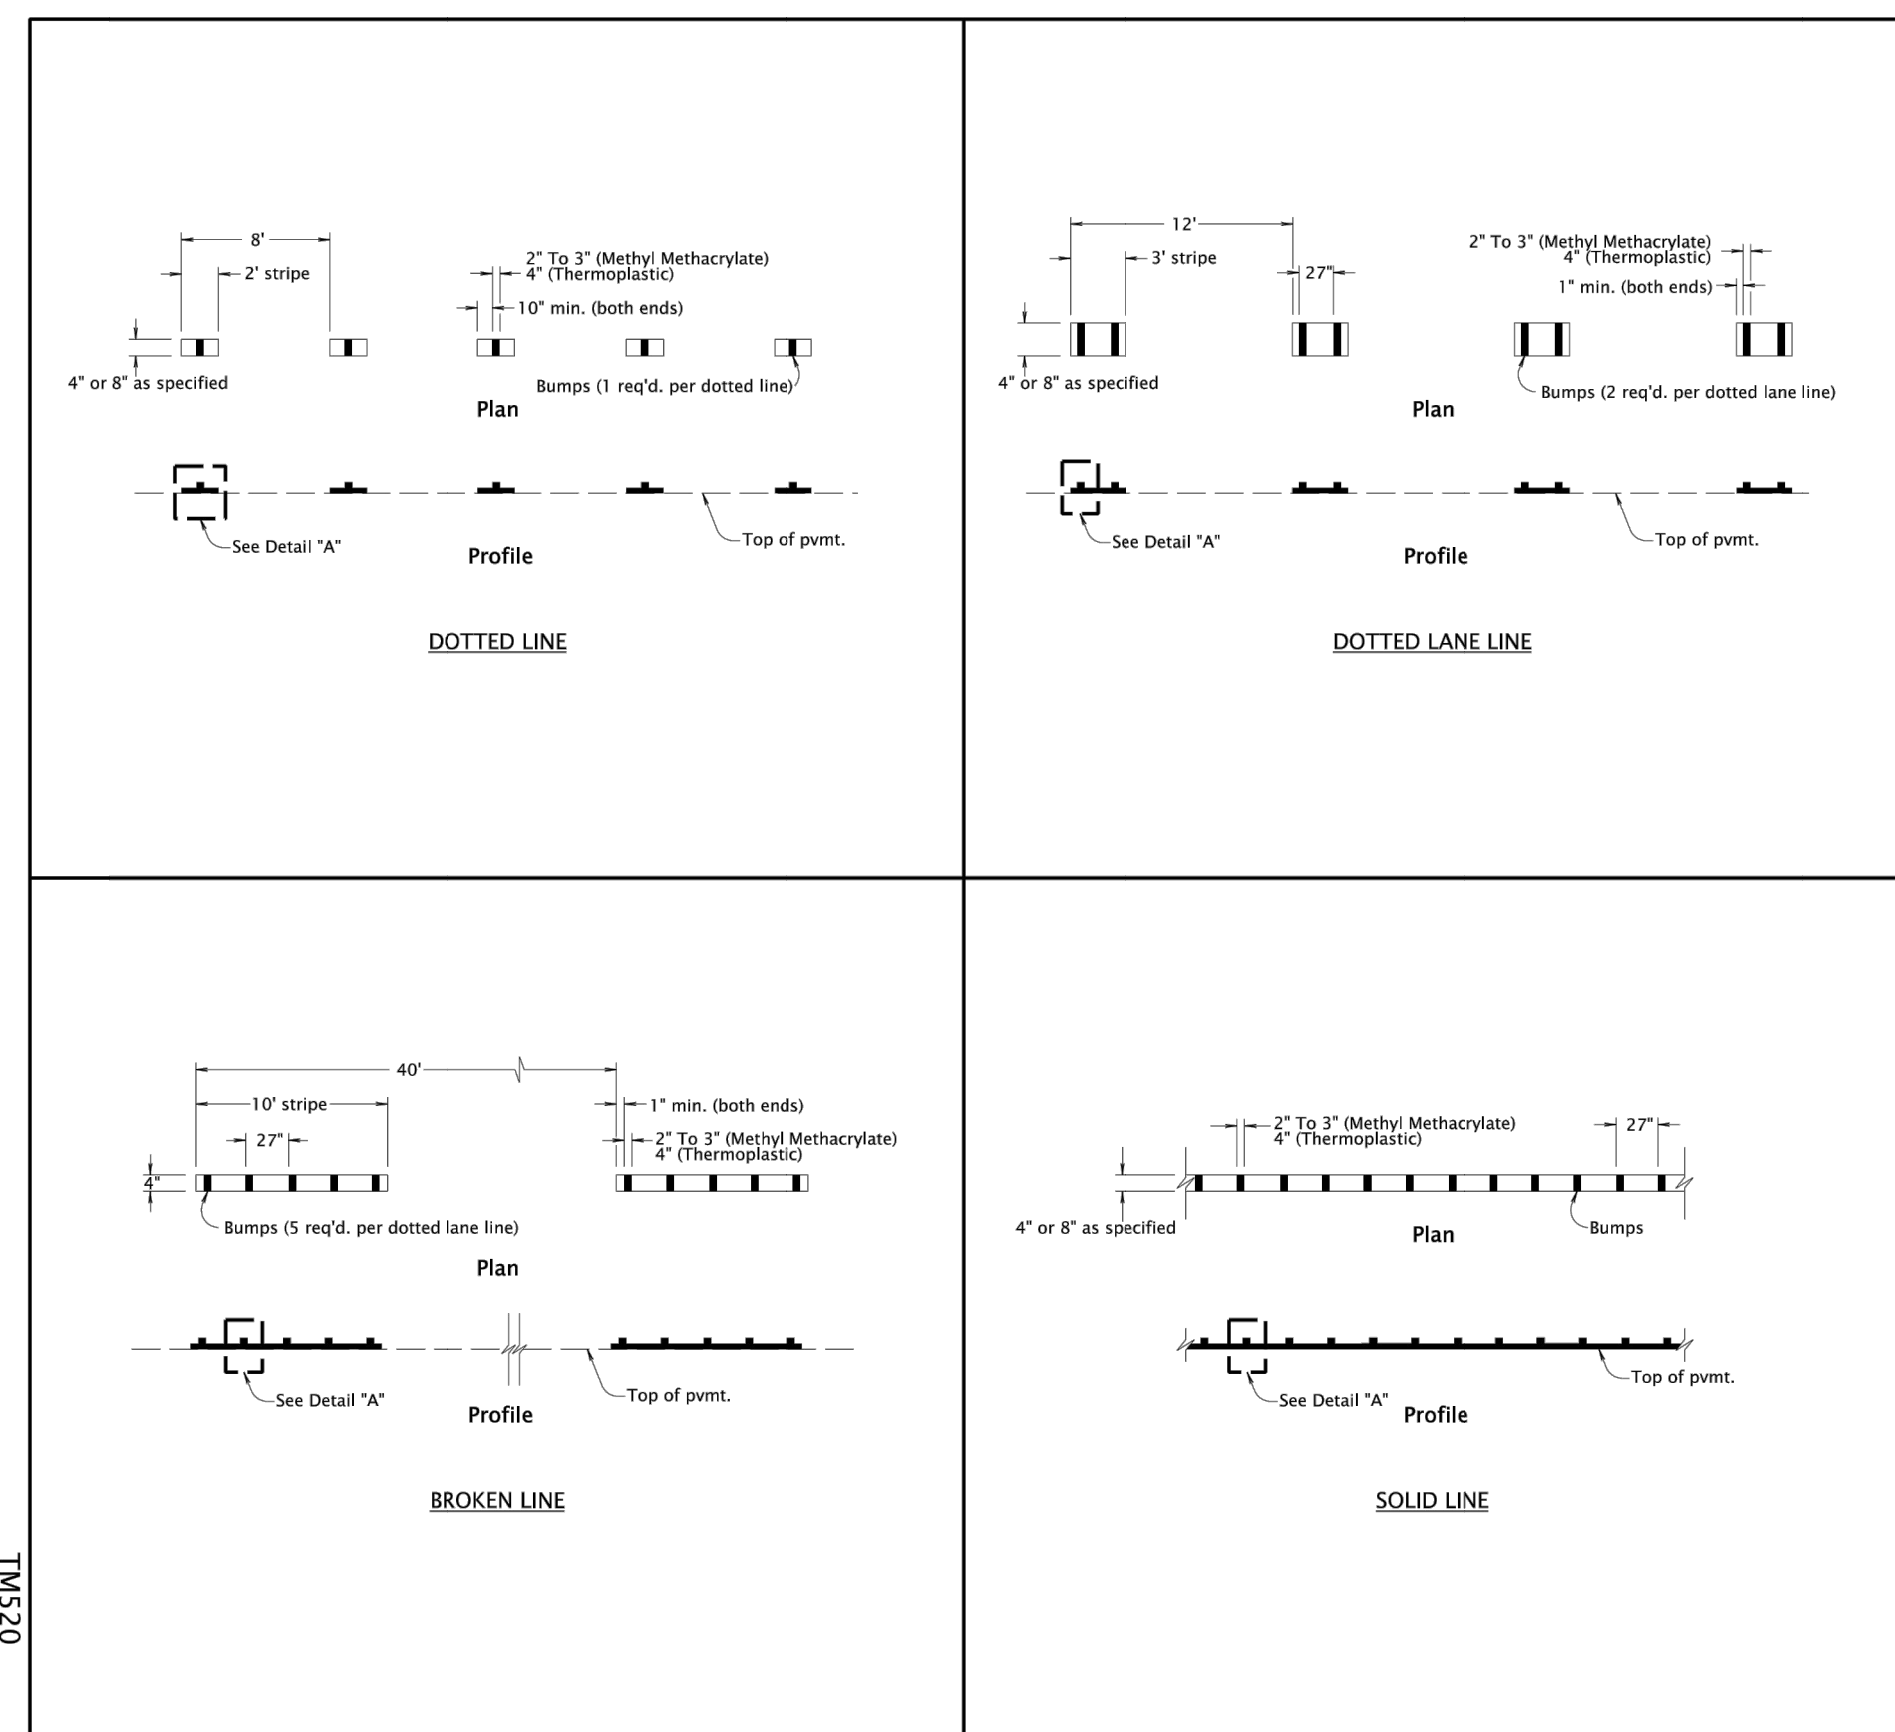 8'
2' stripe
2" To 3" (Methyl Methacrylate)
4" (Thermoplastic)
10" min. (both ends)
4" or 8" as specified
Bumps (1 req'd. per dotted line)
Plan
See Detail "A"
Top of pvmt.
Profile
DOTTED LINE
12'
3' stripe
27"
2" To 3" (Methyl Methacrylate)
4" (Thermoplastic)
1" min. (both ends)
4" or 8" as specified
Bumps (2 req'd. per dotted lane line)
Plan
See Detail "A"
Top of pvmt.
Profile
DOTTED LANE LINE
40'
10' stripe
1" min. (both ends)
27"
2" To 3" (Methyl Methacrylate)
4" (Thermoplastic)
4"
Bumps (5 req'd. per dotted lane line)
Plan
See Detail "A"
Top of pvmt.
Profile
BROKEN LINE
2" To 3" (Methyl Methacrylate)
4" (Thermoplastic)
27"
4" or 8" as specified
Bumps
Plan
Top of pvmt.
See Detail "A"
Profile
SOLID LINE
TM520